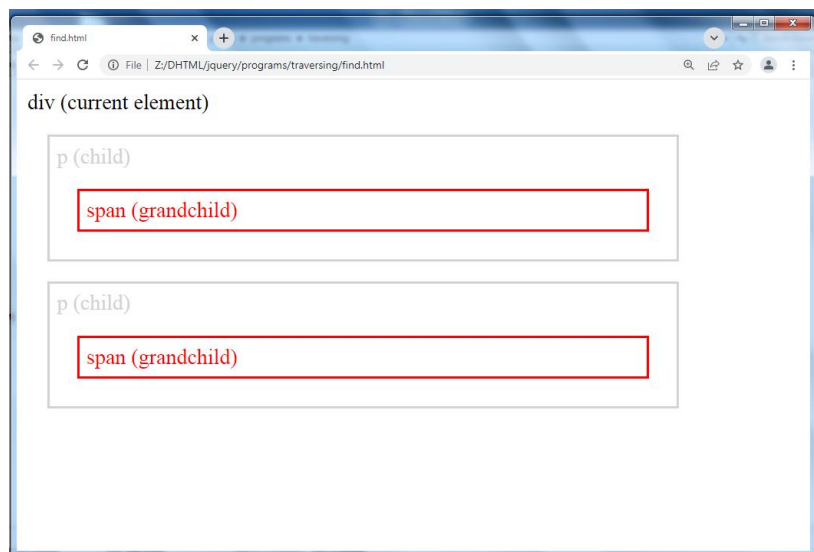 find.html
File | Z:/DHTML/jquery/programs/traversing/find.html
div (current element)
p (child)
span (grandchild)
p (child)
span (grandchild)